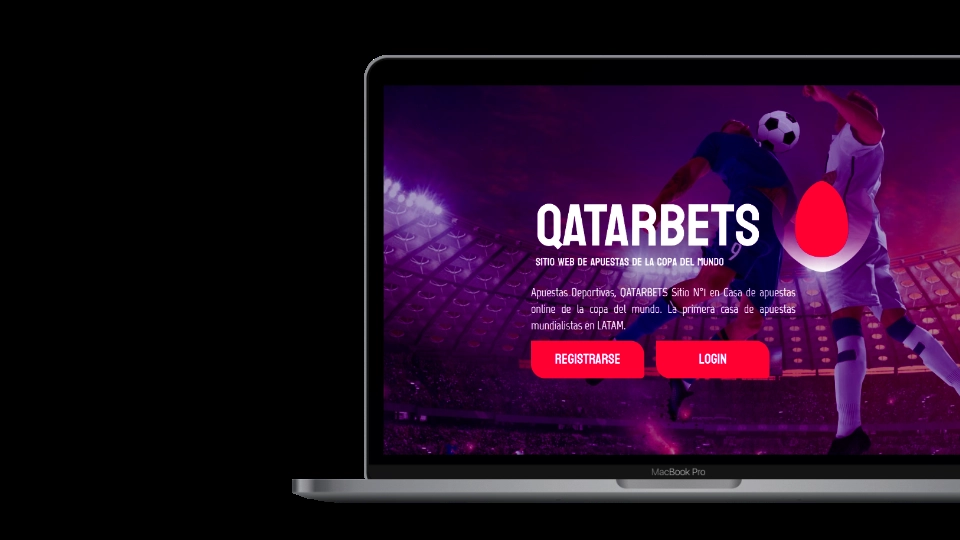 QATARBETS
SITIO WEB DE APUESTAS DE LA COPA DEL MUNDO
9
Apuestas Deportivas, QATARBETS Sitio N°1 en Casa de apuestas
online de la copa del mundo. La primera casa de apuestas
mundialistas en LATAM.
REGISTRARSE LOGIN
MacBook Pro